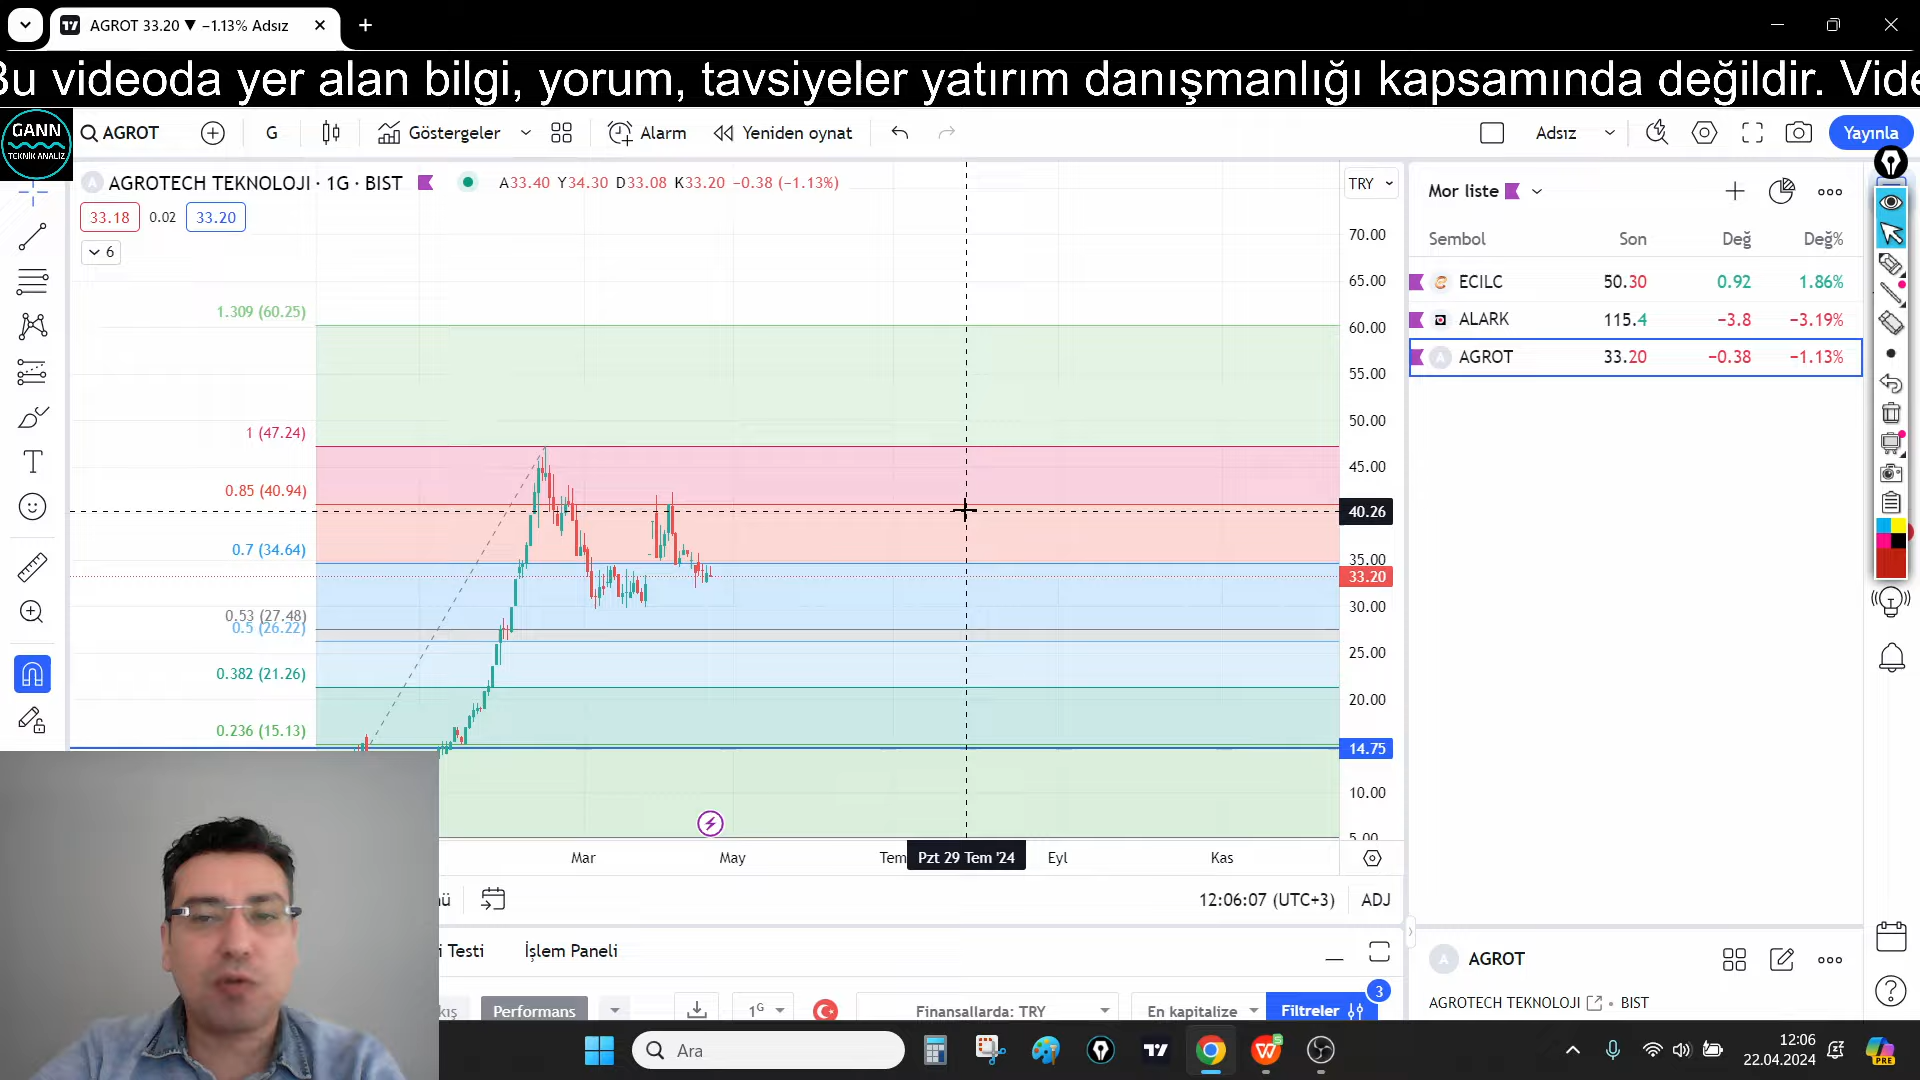 AGROT 33.20 ▼ −1.13% Adsız
Bu videoda yer alan bilgi, yorum, tavsiyeler yatırım danışmanlığı kapsamında değildir. Vide
GANN
TEKNİK ANALİZ
AGROT
G
Göstergeler
Alarm
Yeniden oynat
Adsız
Yayınla
AGROTECH TEKNOLOJI · 1G · BIST
A33.40 Y34.30 D33.08 K33.20 −0.38 (−1.13%)
TRY
33.18 0.02 33.20
6
1.309 (60.25)
1 (47.24)
0.85 (40.94)
0.7 (34.64)
0.53 (27.48)
0.5 (26.22)
0.382 (21.26)
0.236 (15.13)
70.00
65.00
60.00
55.00
50.00
45.00
40.26
35.00
33.20
30.00
25.00
20.00
14.75
10.00
5.00
Mar May Tem Pzt 29 Tem '24 Eyl Kas
12:06:07 (UTC+3) ADJ
i Testi İşlem Paneli
Performans
1G
Finansallarda: TRY
En kapitalize
Filtreler
3
Mor liste
Sembol Son Değ Değ%
ECILC 50.30 0.92 1.86%
ALARK 115.4 −3.8 −3.19%
AGROT 33.20 −0.38 −1.13%
AGROT
AGROTECH TEKNOLOJI • BIST
Ara
12:06
22.04.2024
PRE